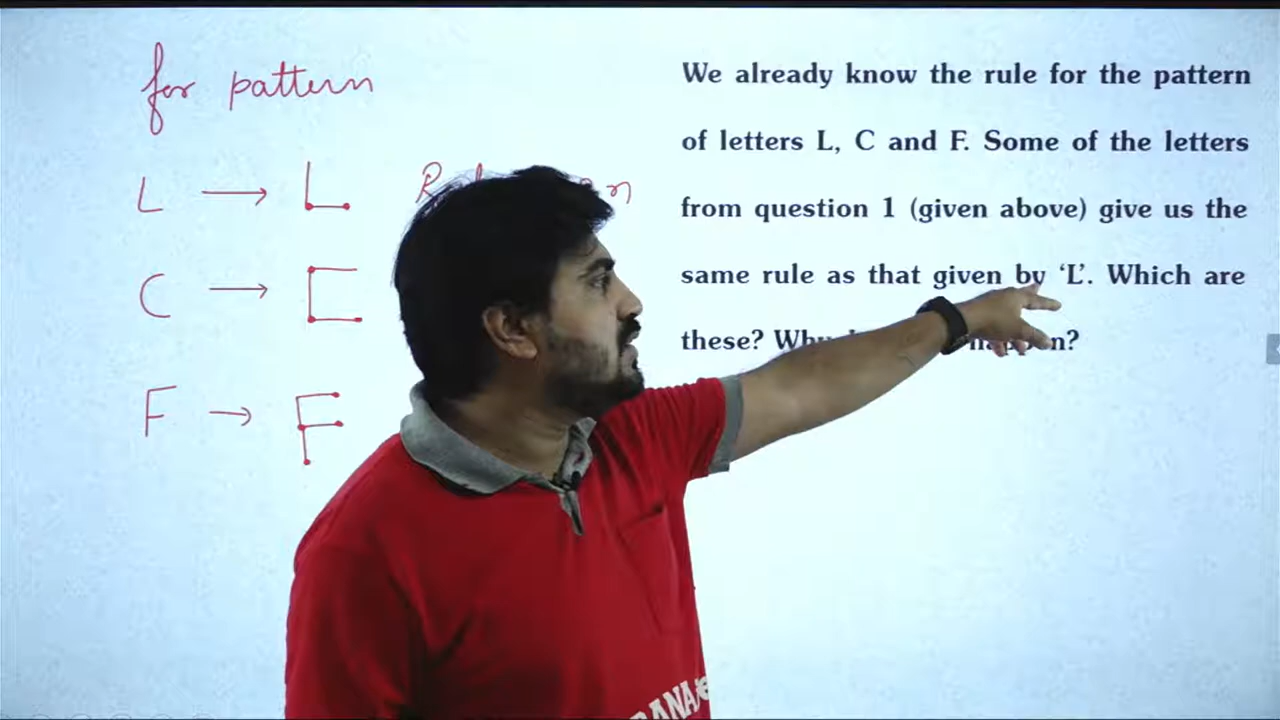 for pattern
L → L
C → C
F → F
We already know the rule for the pattern
of letters L, C and F. Some of the letters
from question 1 (given above) give us the
same rule as that given by ‘L’. Which are
these?